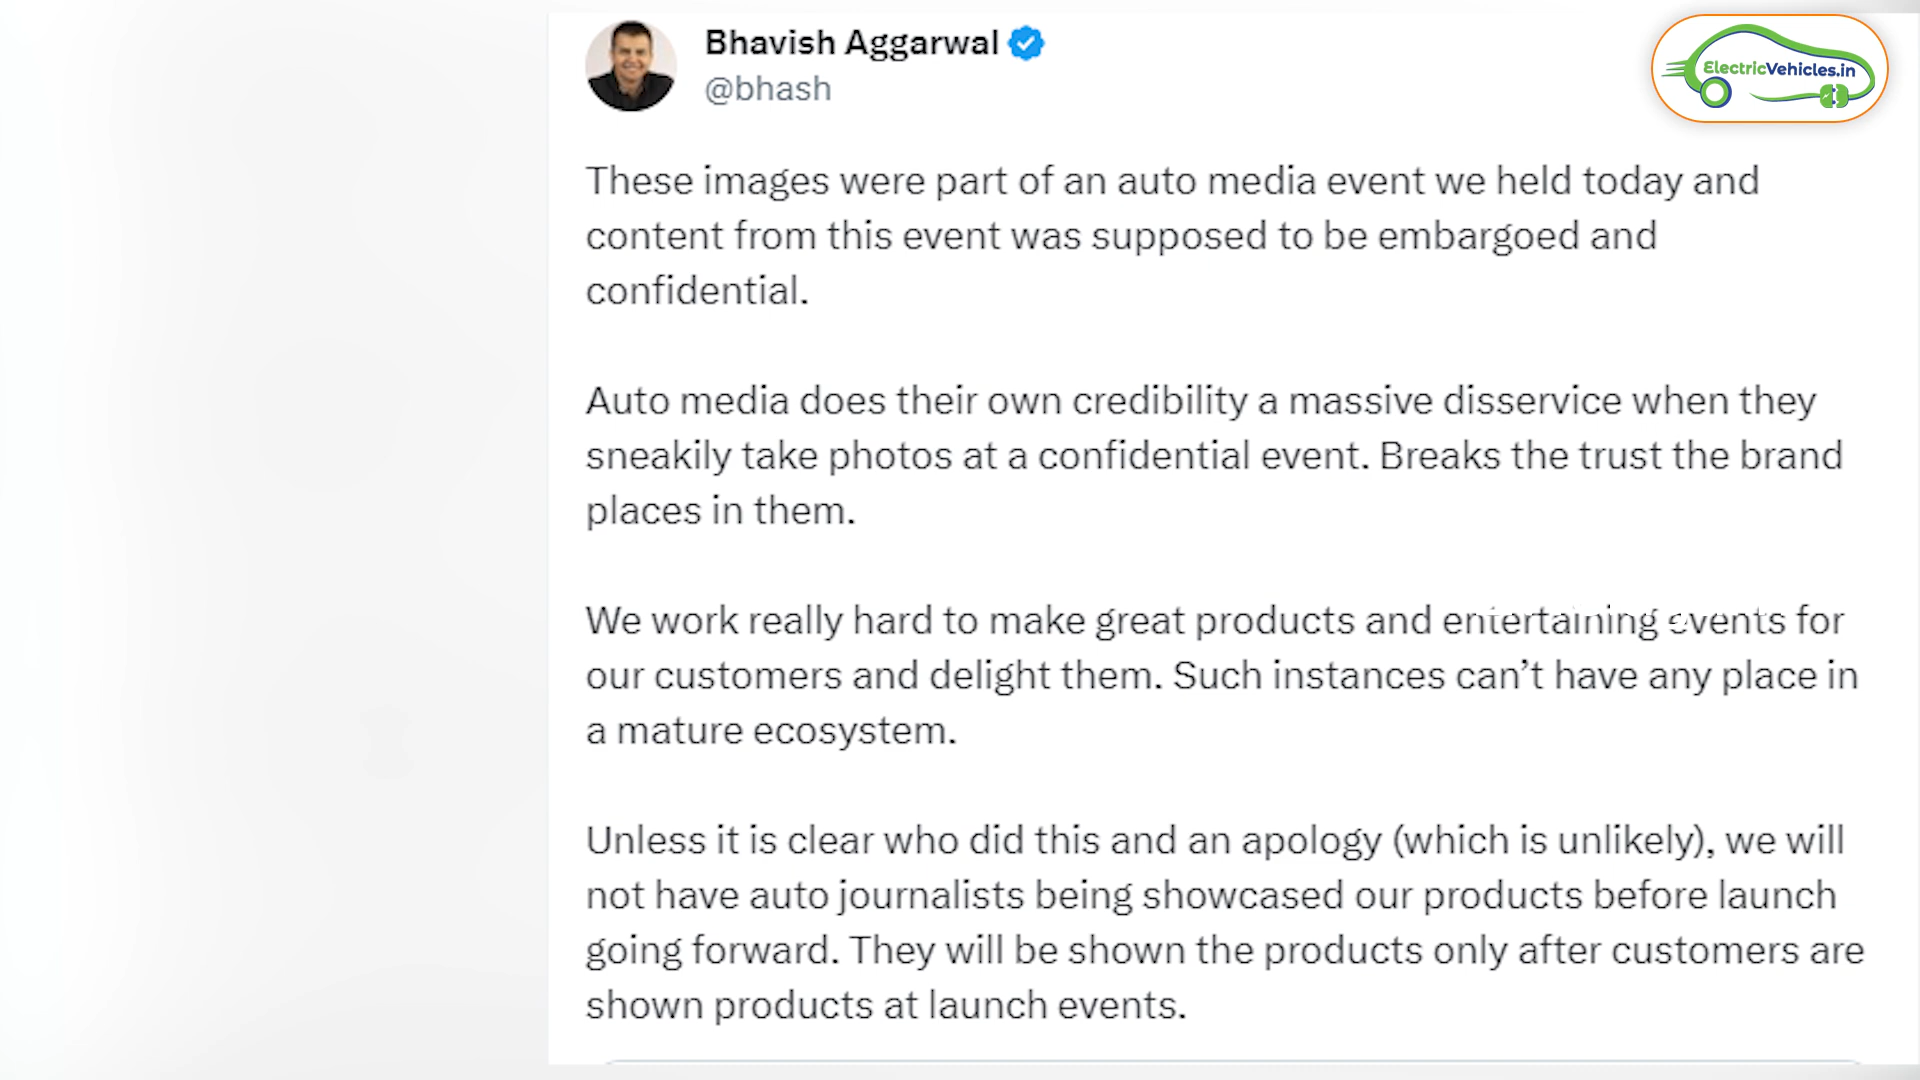 Bhavish Aggarwal
@bhash
ElectricVehicles.in
These images were part of an auto media event we held today and
content from this event was supposed to be embargoed and
confidential.
Auto media does their own credibility a massive disservice when they
sneakily take photos at a confidential event. Breaks the trust the brand
places in them.
We work really hard to make great products and entertaining events for
our customers and delight them. Such instances can’t have any place in
a mature ecosystem.
Unless it is clear who did this and an apology (which is unlikely), we will
not have auto journalists being showcased our products before launch
going forward. They will be shown the products only after customers are
shown products at launch events.